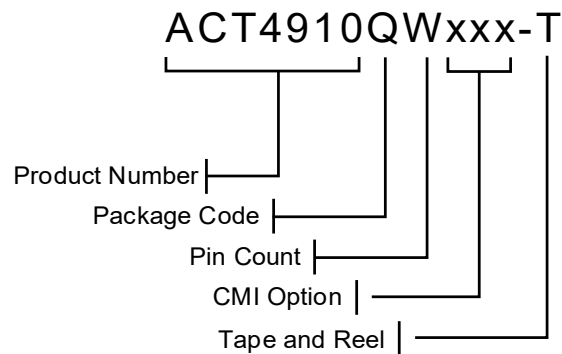 ACT4910QWxxx-T
Product Number
Package Code
Pin Count
CMI Option
Tape and Reel